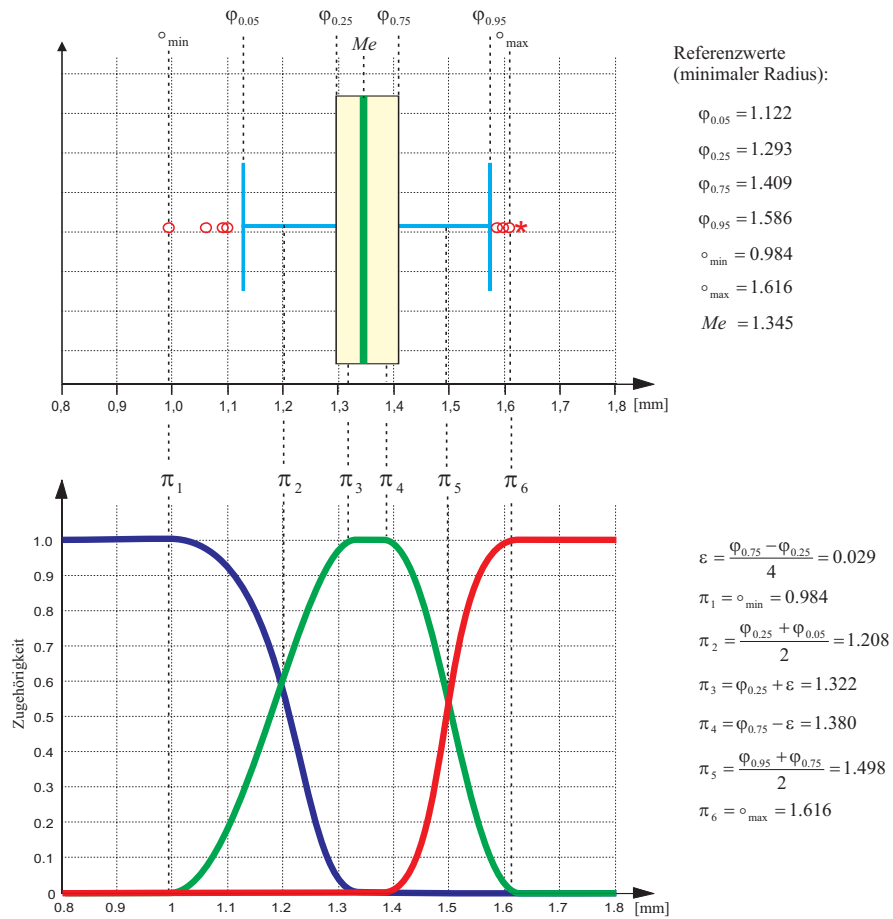 φ0.05 φ0.25 φ0.75 φ0.95
∘min Me ∘max
0,8 0,9 1,0 1,1 1,2 1,3 1,4 1,5 1,6 1,7 1,8 [mm]
Referenzwerte
(minimaler Radius):
φ0.05 = 1.122
φ0.25 = 1.293
φ0.75 = 1.409
φ0.95 = 1.586
∘min = 0.984
∘max = 1.616
Me = 1.345
π1 π2 π3 π4 π5 π6
Zugehörigkeit
1.0
0.9
0.8
0.7
0.6
0.5
0.4
0.3
0.2
0.1
0
0.8 0.9 1.0 1.1 1.2 1.3 1.4 1.5 1.6 1.7 1.8 [mm]
ε = (φ0.75 − φ0.25)/4 = 0.029
π1 = ∘min = 0.984
π2 = (φ0.25 + φ0.05)/2 = 1.208
π3 = φ0.25 + ε = 1.322
π4 = φ0.75 − ε = 1.380
π5 = (φ0.95 + φ0.75)/2 = 1.498
π6 = ∘max = 1.616